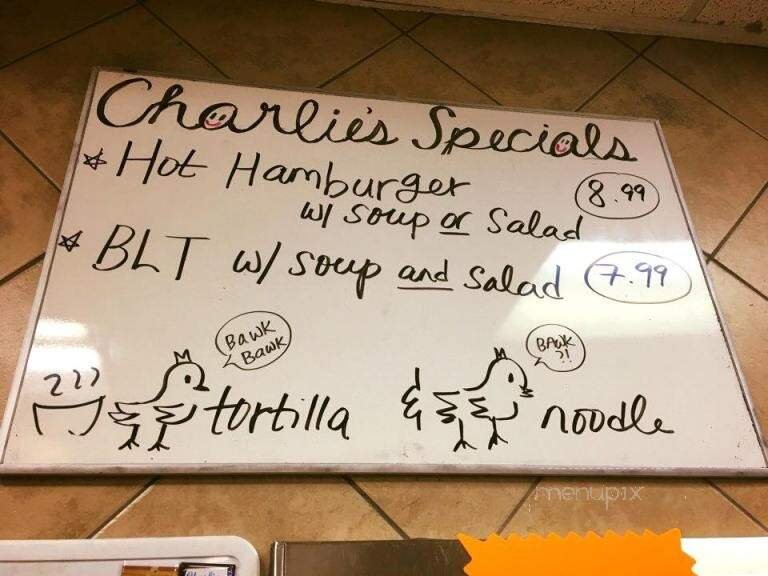 Charlie's Specials
Hot Hamburger 8.99
w/ soup or Salad
BLT w/ soup and Salad 7.99
BAWK
BAWK
tortilla
BAWK
?!
& noodle
menupix